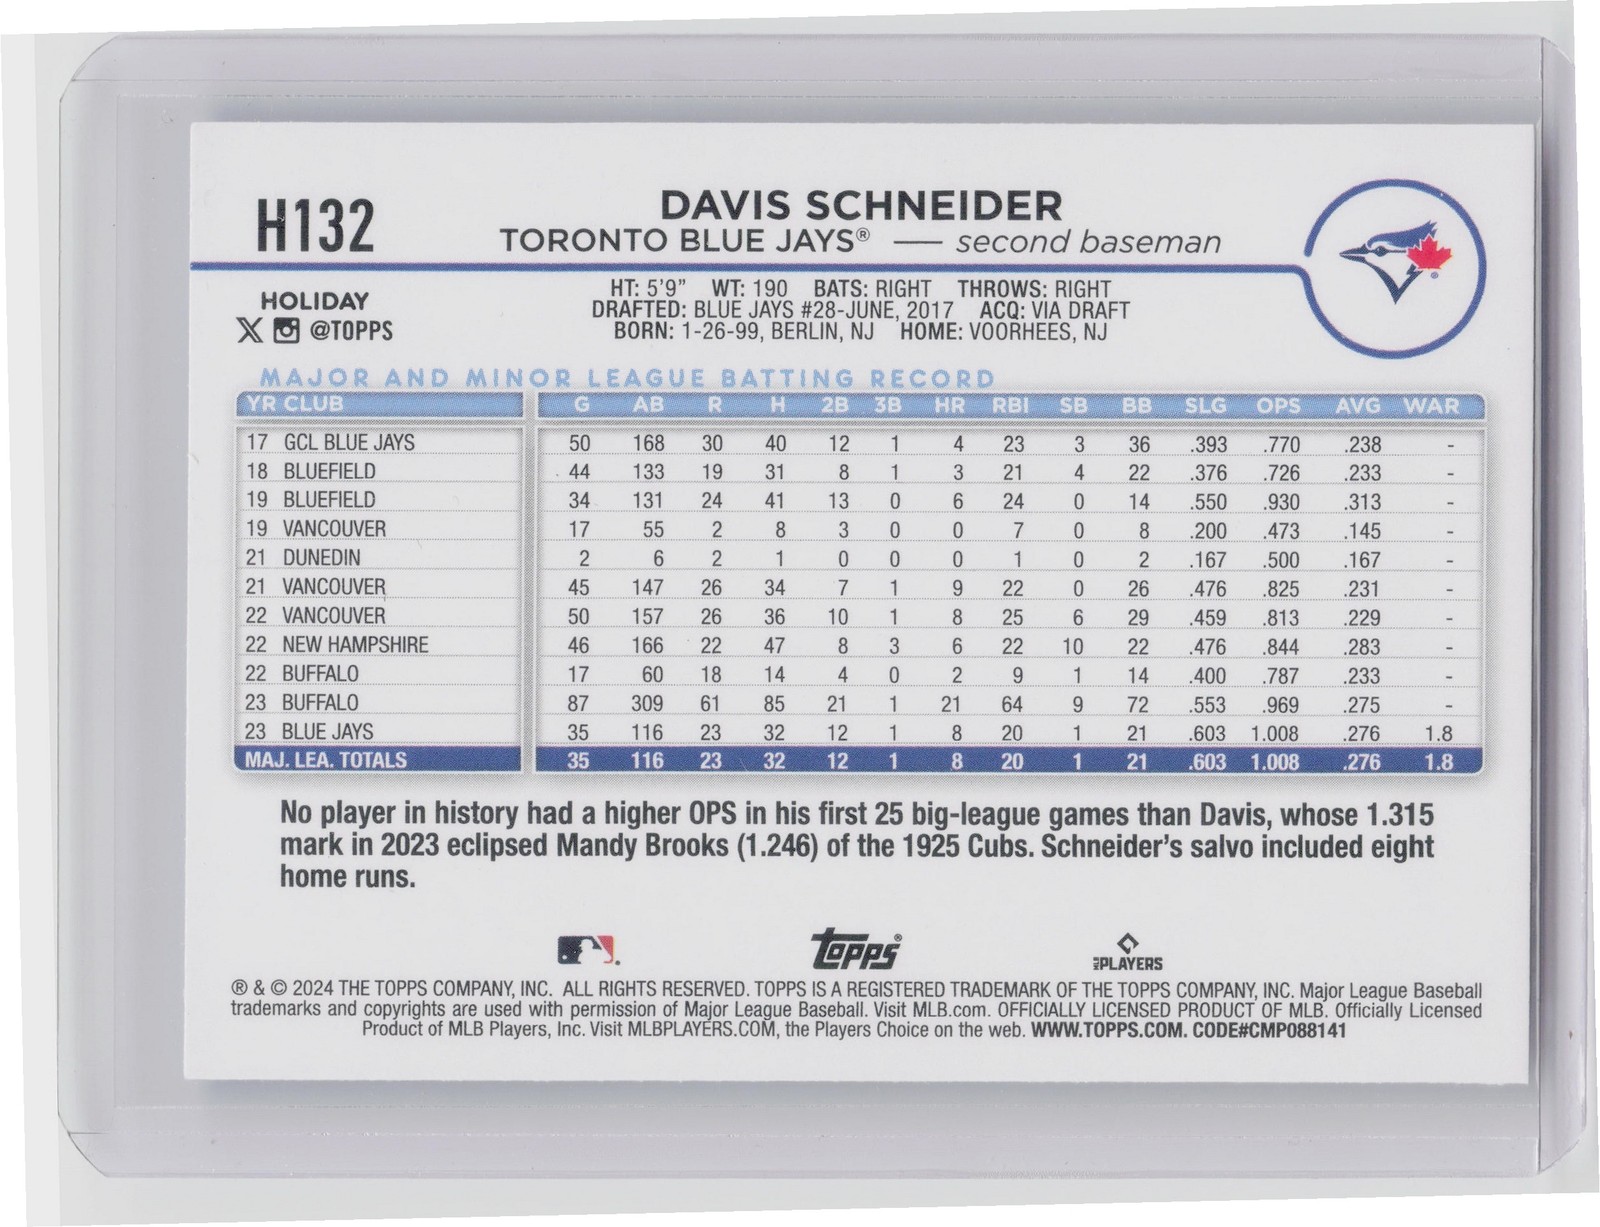 H132
DAVIS SCHNEIDER
TORONTO BLUE JAYS® — second baseman
HOLIDAY
@TOPPS
HT: 5'9" WT: 190 BATS: RIGHT THROWS: RIGHT
DRAFTED: BLUE JAYS #28-JUNE, 2017 ACQ: VIA DRAFT
BORN: 1-26-99, BERLIN, NJ HOME: VOORHEES, NJ
MAJOR AND MINOR LEAGUE BATTING RECORD
YR CLUB G AB R H 2B 3B HR RBI SB BB SLG OPS AVG WAR
17 GCL BLUE JAYS 50 168 30 40 12 1 4 23 3 36 .393 .770 .238 -
18 BLUEFIELD 44 133 19 31 8 1 3 21 4 22 .376 .726 .233 -
19 BLUEFIELD 34 131 24 41 13 0 6 24 0 14 .550 .930 .313 -
19 VANCOUVER 17 55 2 8 3 0 0 7 0 8 .200 .473 .145 -
21 DUNEDIN 2 6 2 1 0 0 0 1 0 2 .167 .500 .167 -
21 VANCOUVER 45 147 26 34 7 1 9 22 0 26 .476 .825 .231 -
22 VANCOUVER 50 157 26 36 10 1 8 25 6 29 .459 .813 .229 -
22 NEW HAMPSHIRE 46 166 22 47 8 3 6 22 10 22 .476 .844 .283 -
22 BUFFALO 17 60 18 14 4 0 2 9 1 14 .400 .787 .233 -
23 BUFFALO 87 309 61 85 21 1 21 64 9 72 .553 .969 .275 -
23 BLUE JAYS 35 116 23 32 12 1 8 20 1 21 .603 1.008 .276 1.8
MAJ. LEA. TOTALS 35 116 23 32 12 1 8 20 1 21 .603 1.008 .276 1.8
No player in history had a higher OPS in his first 25 big-league games than Davis, whose 1.315
mark in 2023 eclipsed Mandy Brooks (1.246) of the 1925 Cubs. Schneider's salvo included eight
home runs.
Topps®
MLB PLAYERS
® & © 2024 THE TOPPS COMPANY, INC. ALL RIGHTS RESERVED. TOPPS IS A REGISTERED TRADEMARK OF THE TOPPS COMPANY, INC. Major League Baseball
trademarks and copyrights are used with permission of Major League Baseball. Visit MLB.com. OFFICIALLY LICENSED PRODUCT OF MLB. Officially Licensed
Product of MLB Players, Inc. Visit MLBPLAYERS.COM, the Players Choice on the web. WWW.TOPPS.COM. CODE#CMP088141